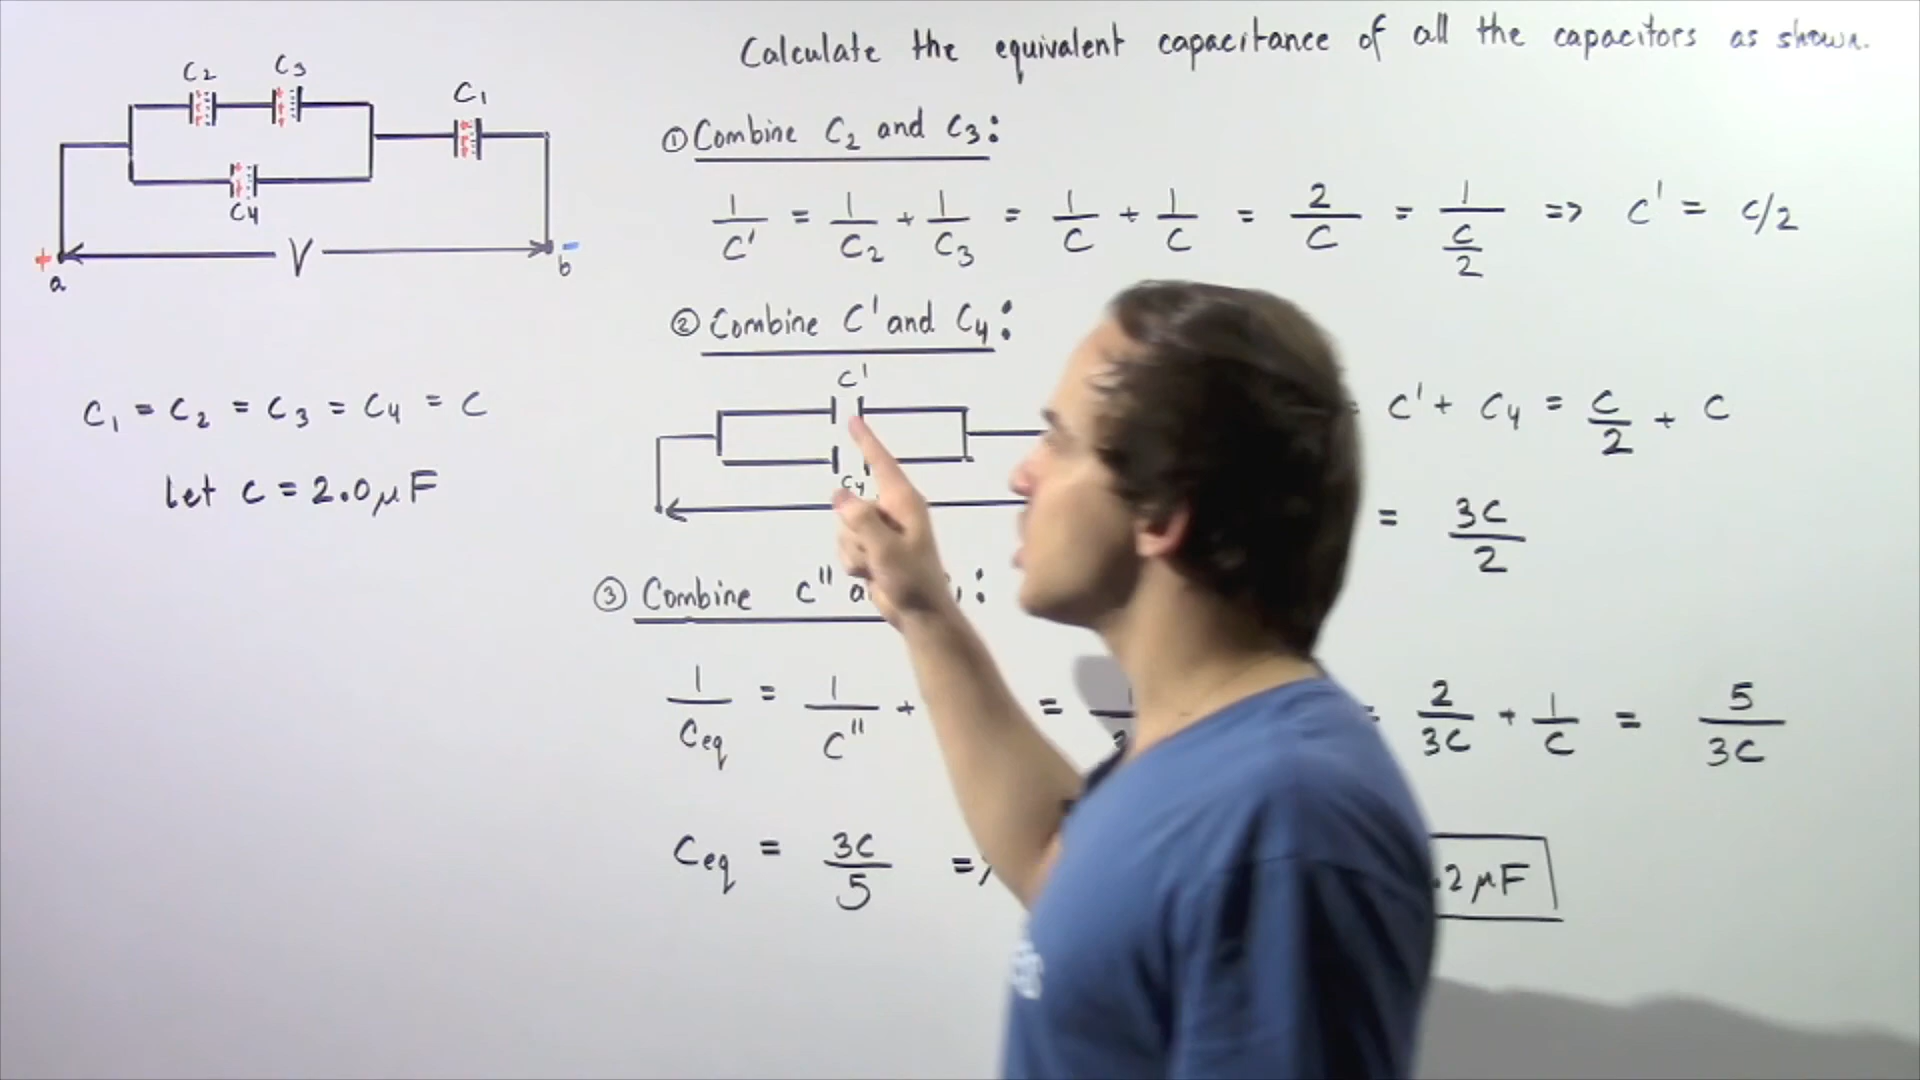 Calculate the equivalent capacitance of all the capacitors as shown.
C2 C3
C1
C4
+ a V b −
C1 = C2 = C3 = C4 = C
let C = 2.0 μF
① Combine C2 and C3:
1/C' = 1/C2 + 1/C3 = 1/C + 1/C = 2/C = 1/(C/2) => C' = C/2
② Combine C' and C4:
C'
C4
= C' + C4 = C/2 + C
= 3C/2
③ Combine C'' :
1/Ceq = 1/C'' + = = 2/3C + 1/C = 5/3C
Ceq = 3C/5 => .2 μF